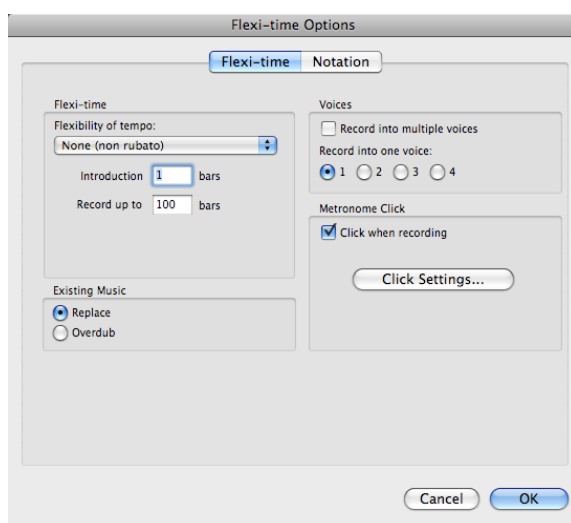 Flexi-time Options
Flexi-time Notation
Flexi-time
Flexibility of tempo:
None (non rubato)
Introduction 1 bars
Record up to 100 bars
Existing Music
Replace
Overdub
Voices
Record into multiple voices
Record into one voice:
1 2 3 4
Metronome Click
Click when recording
Click Settings...
Cancel OK